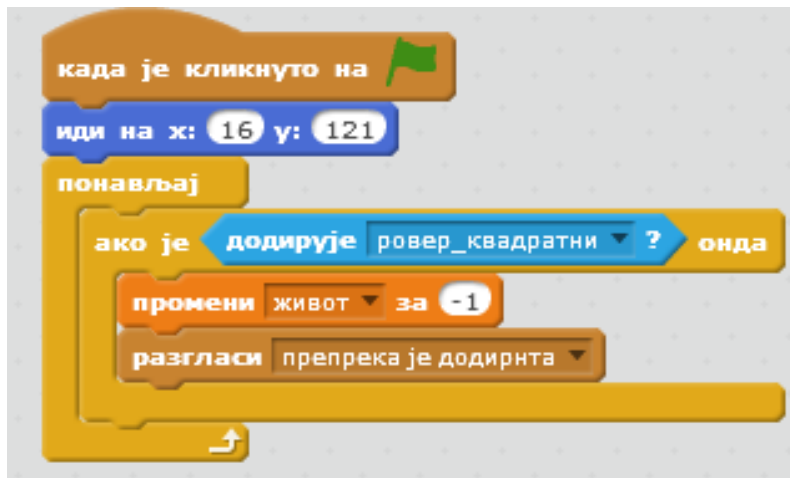 када је кликнуто на
иди на x: 16 y: 121
понављај
ако је додирује ровер_квадратни ? онда
промени живот за -1
разгласи препрека је додирнта